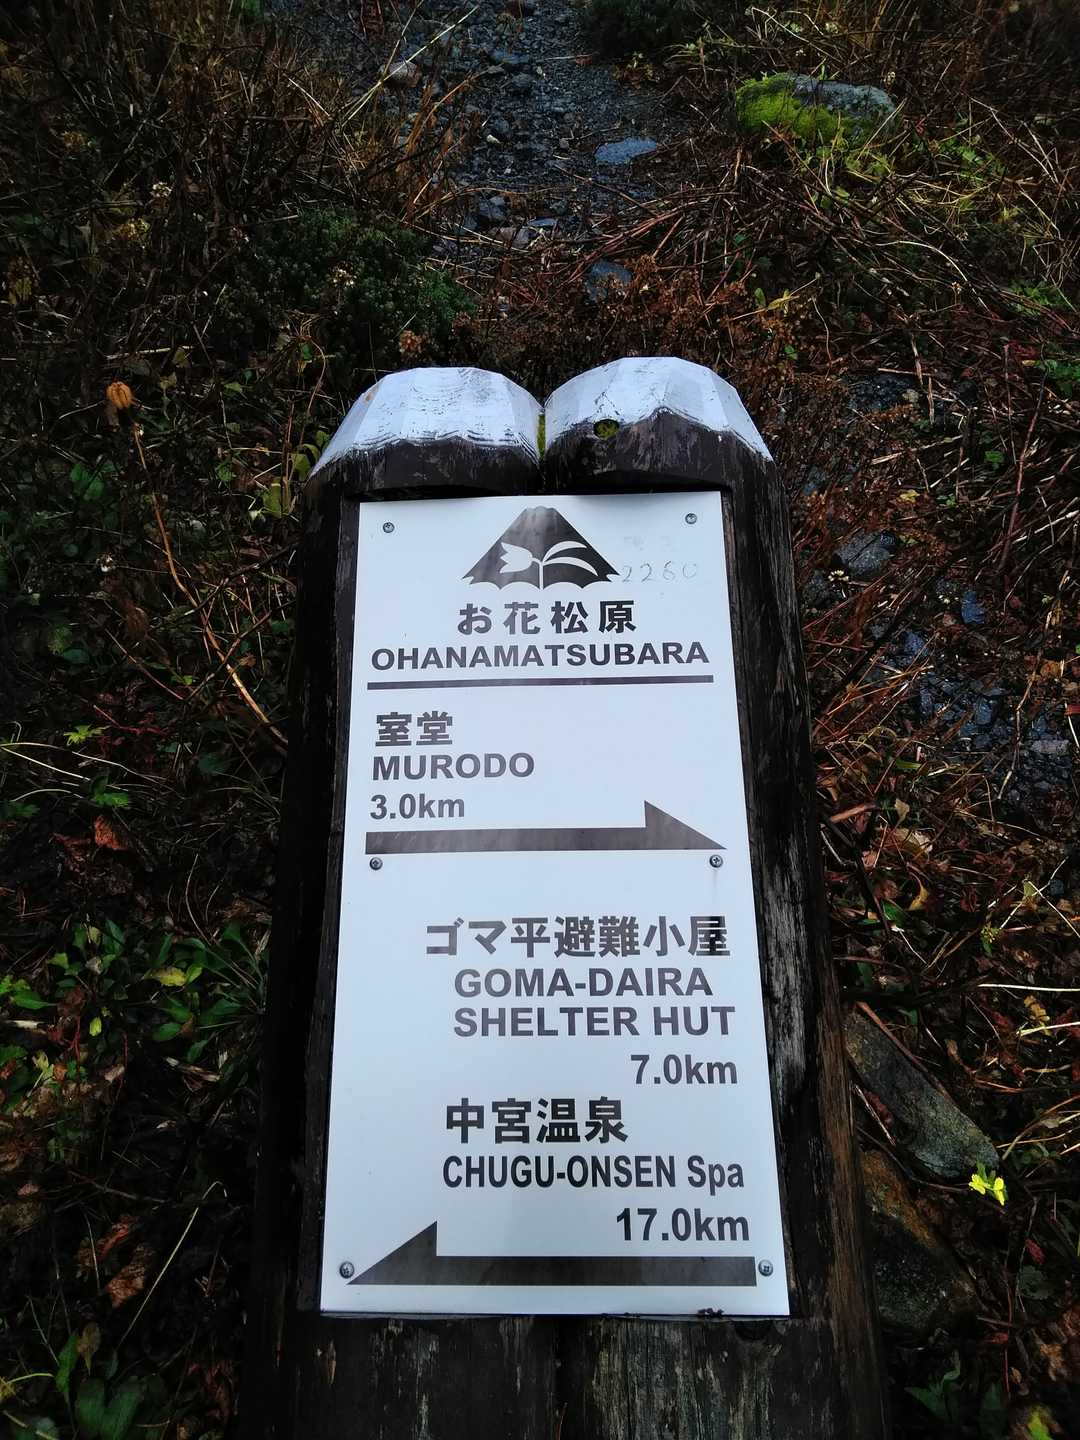 2260
お花松原
OHANAMATSUBARA
室堂
MURODO
3.0km
ゴマ平避難小屋
GOMA-DAIRA
SHELTER HUT
7.0km
中宮温泉
CHUGU-ONSEN Spa
17.0km